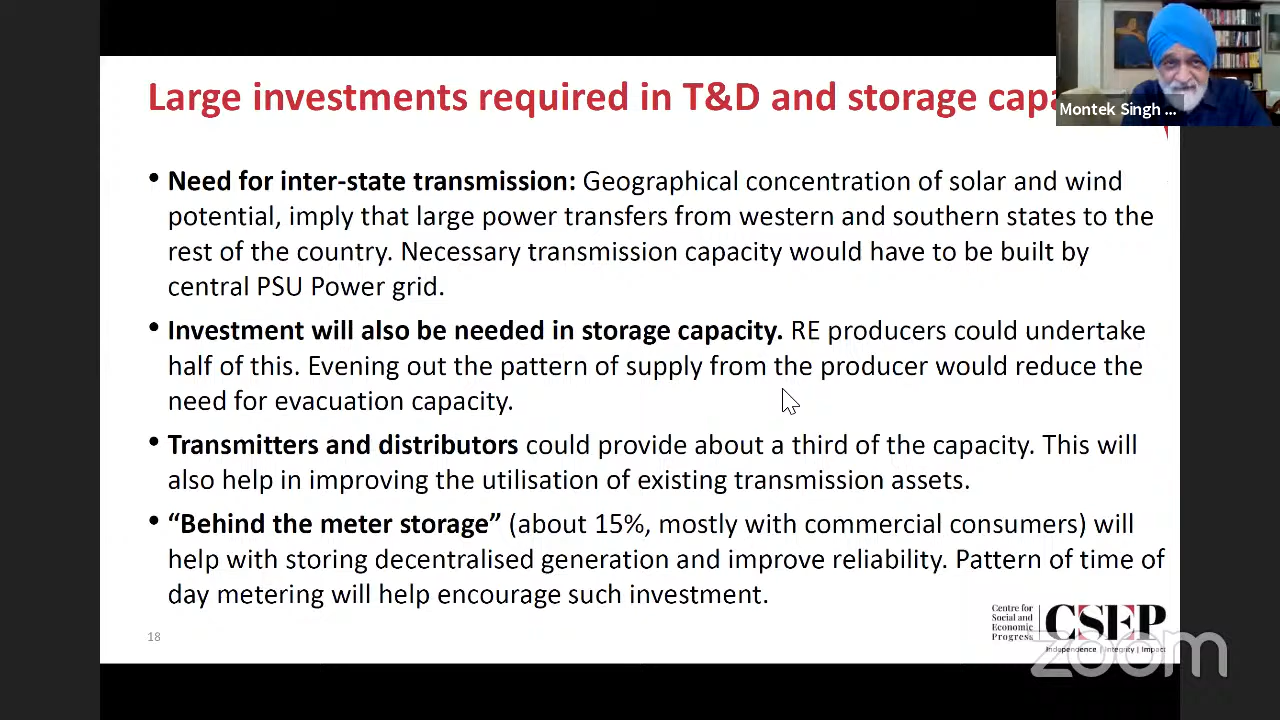 Large investments required in T&D and storage capa
Montek Singh ...
• Need for inter-state transmission: Geographical concentration of solar and wind
potential, imply that large power transfers from western and southern states to the
rest of the country. Necessary transmission capacity would have to be built by
central PSU Power grid.
• Investment will also be needed in storage capacity. RE producers could undertake
half of this. Evening out the pattern of supply from the producer would reduce the
need for evacuation capacity.
• Transmitters and distributors could provide about a third of the capacity. This will
also help in improving the utilisation of existing transmission assets.
• “Behind the meter storage” (about 15%, mostly with commercial consumers) will
help with storing decentralised generation and improve reliability. Pattern of time of
day metering will help encourage such investment.
18
Centre for
Social and
Economic
Progress
CSEP
Independence | Integrity | Impact
zoom